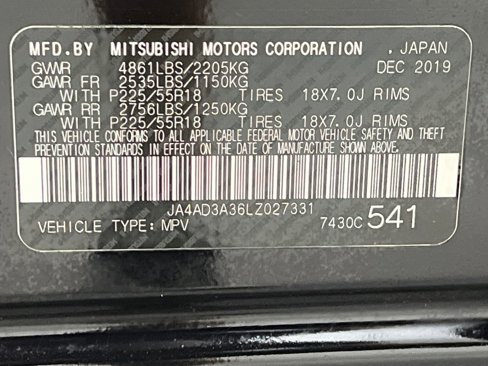 MFD.BY MITSUBISHI MOTORS CORPORATION , JAPAN
GVWR 4861LBS/2205KG DEC 2019
GAWR FR 2535LBS/1150KG
WITH P225/55R18 TIRES 18X7.0J RIMS
GAWR RR 2756LBS/1250KG
WITH P225/55R18 TIRES 18X7.0J RIMS
THIS VEHICLE CONFORMS TO ALL APPLICABLE FEDERAL MOTOR VEHICLE SAFETY AND THEFT
PREVENTION STANDARDS IN EFFECT ON THE DATE OF MANUFACTURE SHOWN ABOVE.
JA4AD3A36LZ027331
VEHICLE TYPE: MPV 7430C 541